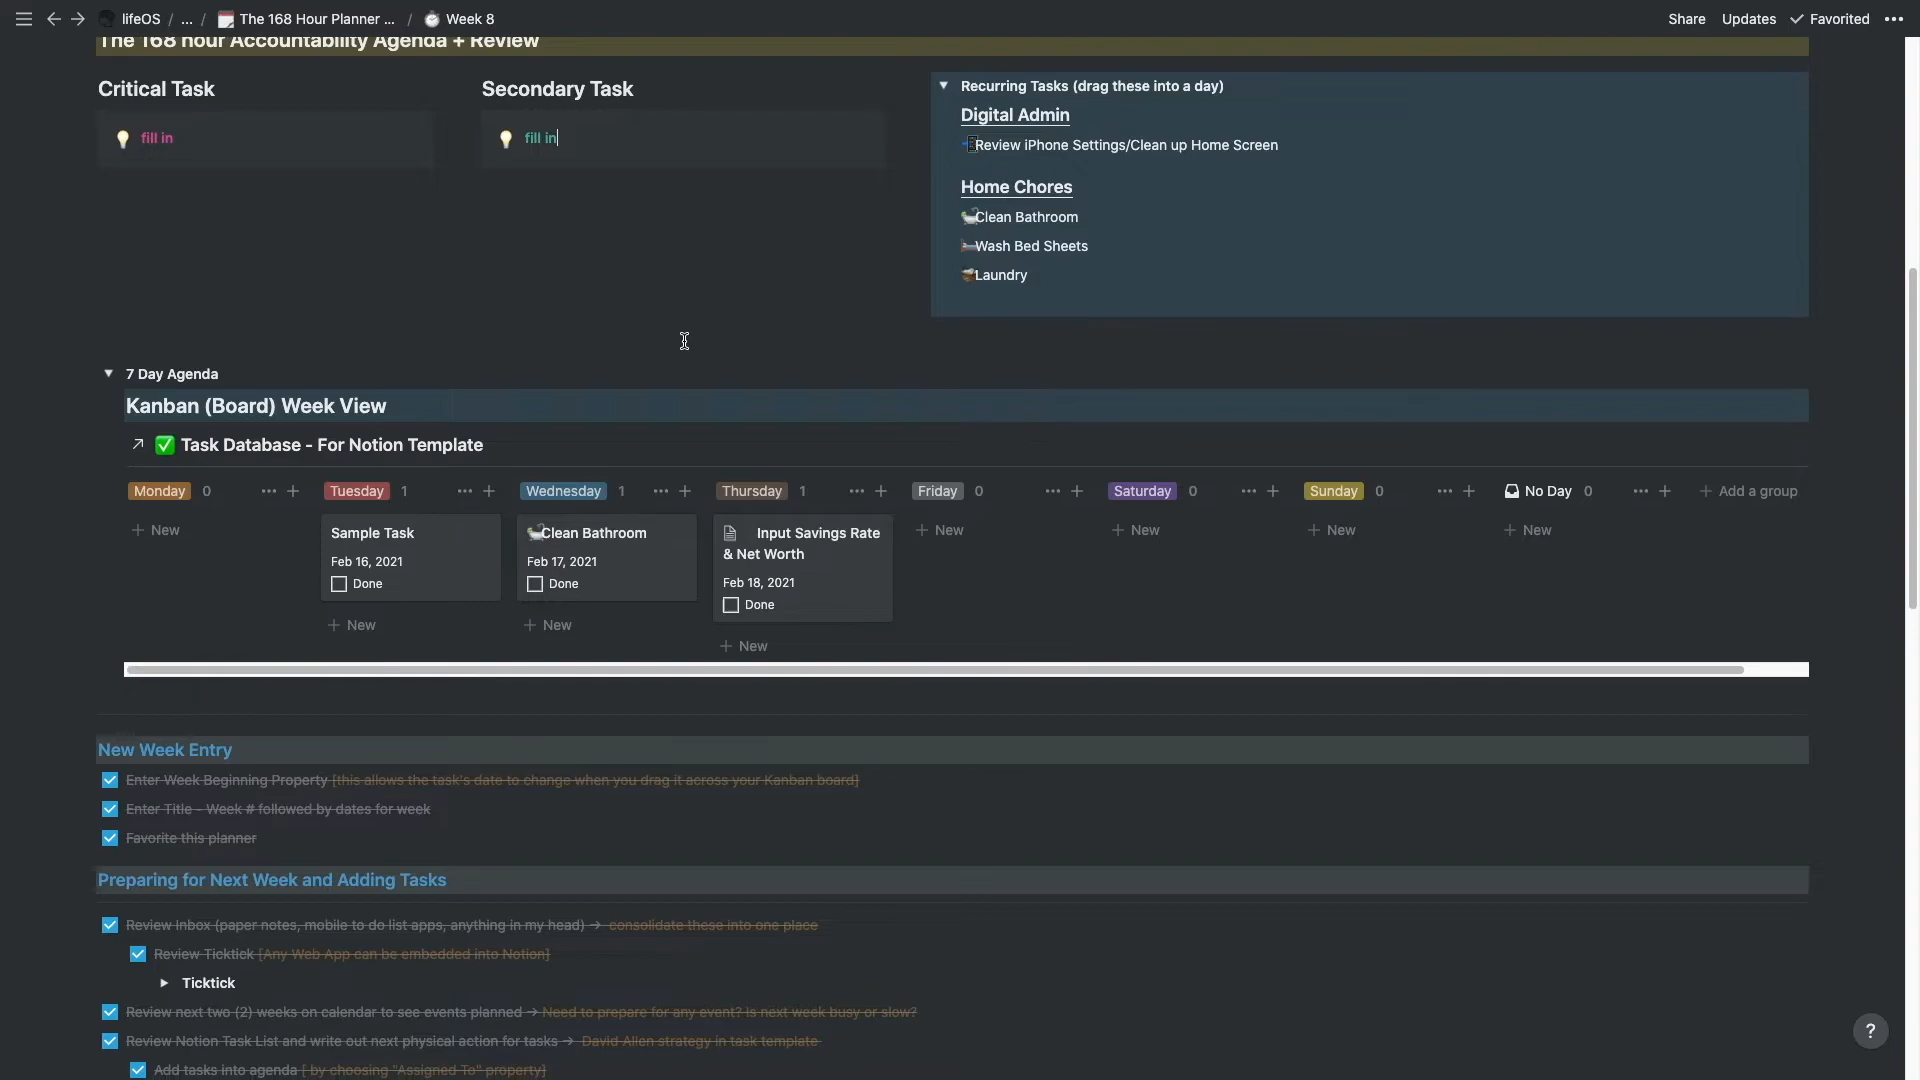 lifeOS / ... / The 168 Hour Planner ... / Week 8
Share Updates Favorited
The 168 hour Accountability Agenda + Review
Critical Task
fill in
Secondary Task
fill in
Recurring Tasks (drag these into a day)
Digital Admin
Review iPhone Settings/Clean up Home Screen
Home Chores
Clean Bathroom
Wash Bed Sheets
Laundry
7 Day Agenda
Kanban (Board) Week View
Task Database - For Notion Template
Monday 0 Tuesday 1 Wednesday 1 Thursday 1 Friday 0 Saturday 0 Sunday 0 No Day 0 + Add a group
+ New
Sample Task
Feb 16, 2021
Done
+ New
Clean Bathroom
Feb 17, 2021
Done
+ New
Input Savings Rate
& Net Worth
Feb 18, 2021
Done
+ New
+ New
+ New
+ New
+ New
New Week Entry
Enter Week Beginning Property [this allows the task's date to change when you drag it across your Kanban board]
Enter Title - Week # followed by dates for week
Favorite this planner
Preparing for Next Week and Adding Tasks
Review Inbox (paper notes, mobile to do list apps, anything in my head) → consolidate these into one place
Review Ticktick [Any Web App can be embedded into Notion]
Ticktick
Review next two (2) weeks on calendar to see events planned → Need to prepare for any event? Is next week busy or slow?
Review Notion Task List and write out next physical action for tasks → David Allen strategy in task template
Add tasks into agenda [ by choosing "Assigned To" property]
?